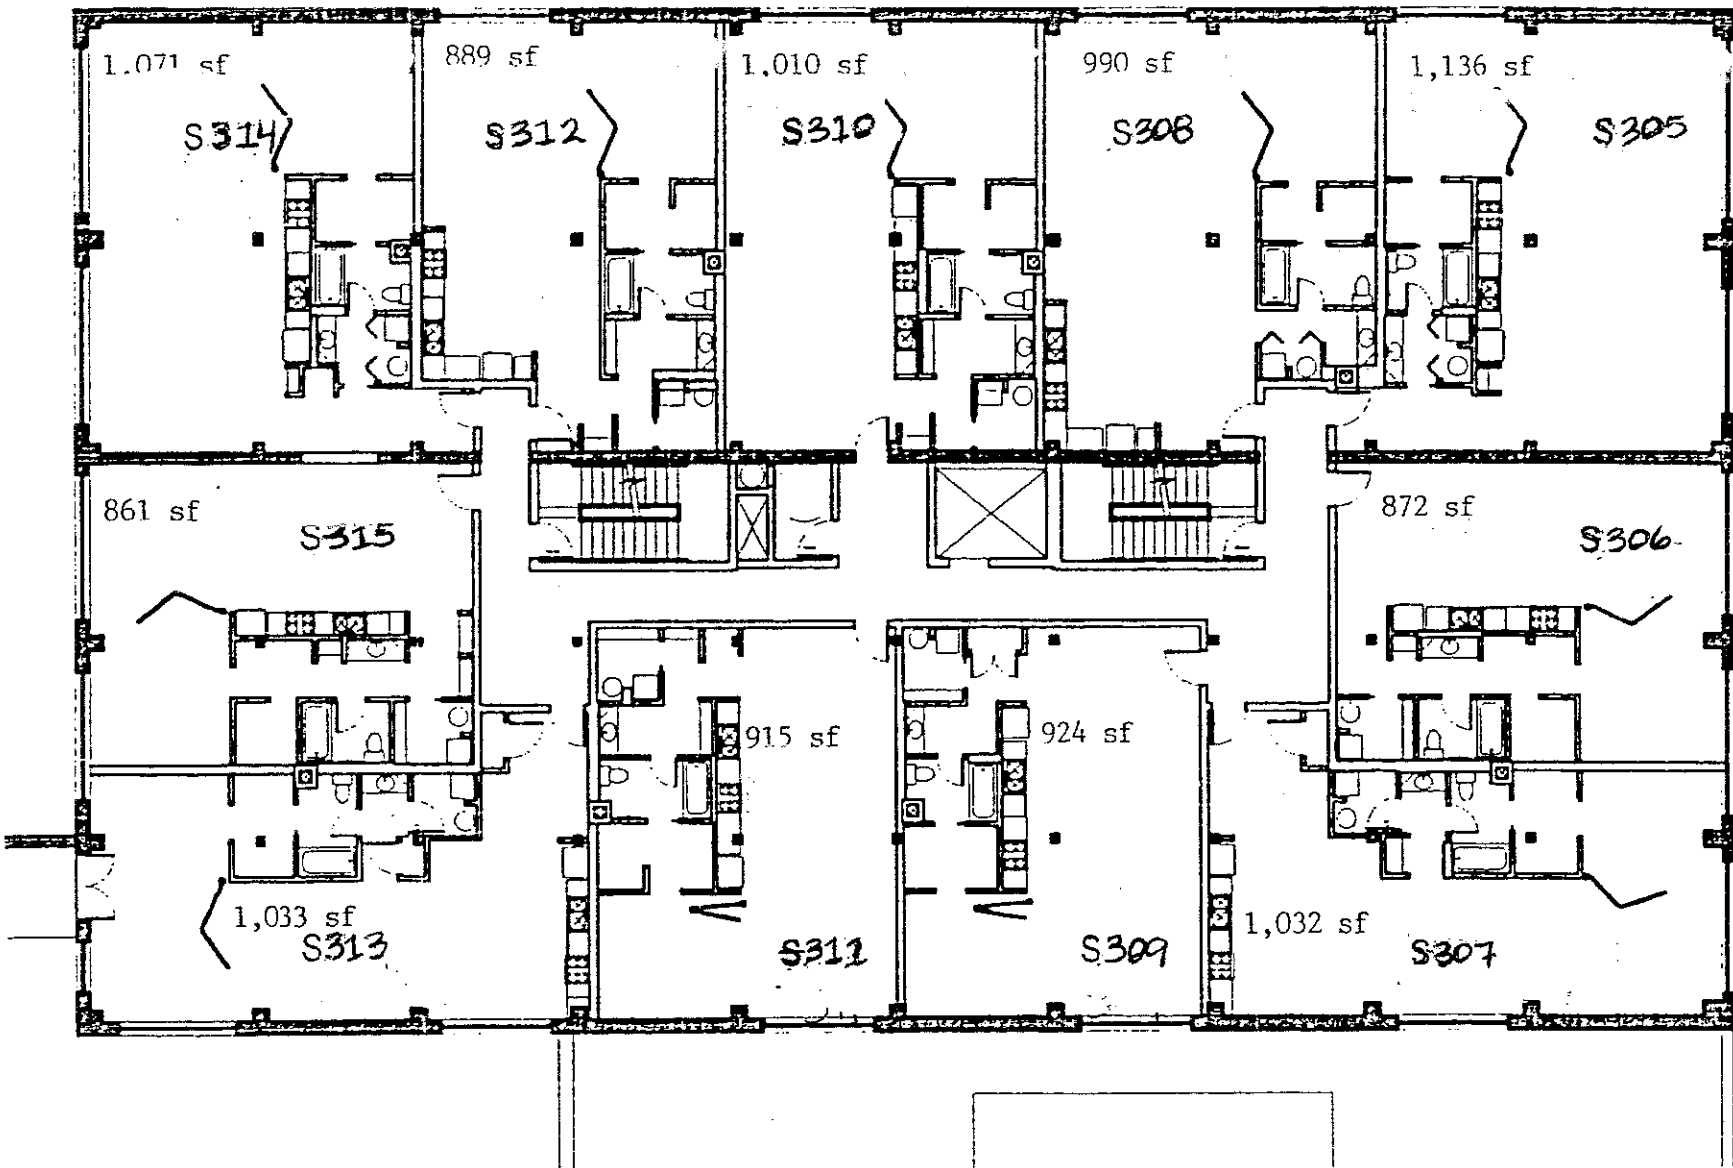 1.071 sf
889 sf
1,010 sf
990 sf
1,136 sf
S314
S312
S310
S308
S305
861 sf
872 sf
S315
S306
915 sf
924 sf
1,033 sf
1,032 sf
S313
S311
S309
S307